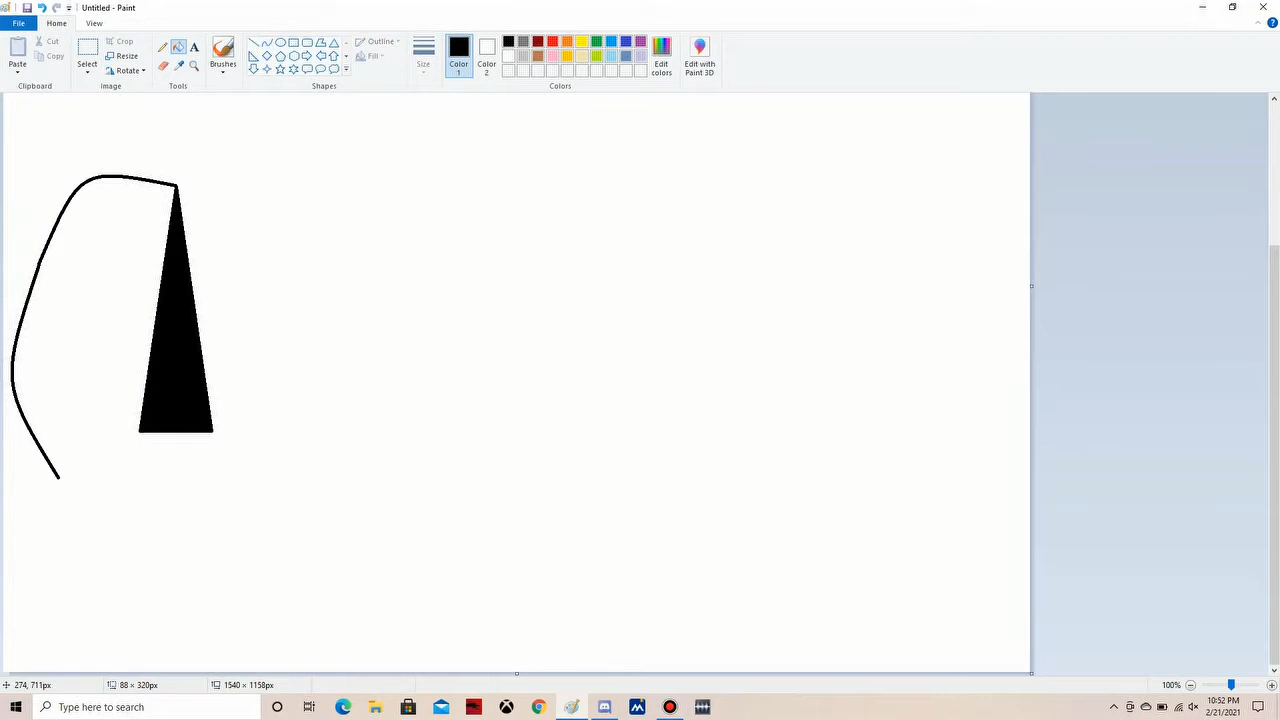 Untitled - Paint
File Home View
Paste
Cut
Copy
Clipboard
Select
Crop
Resize
Rotate
Image
A
Tools
Brushes
Outline
Fill
Shapes
Size
Color 1
Color 2
Edit colors
Colors
Edit with Paint 3D
274, 711px
88 × 320px
1540 × 1158px
100%
Type here to search
10:52 PM
2/21/2021